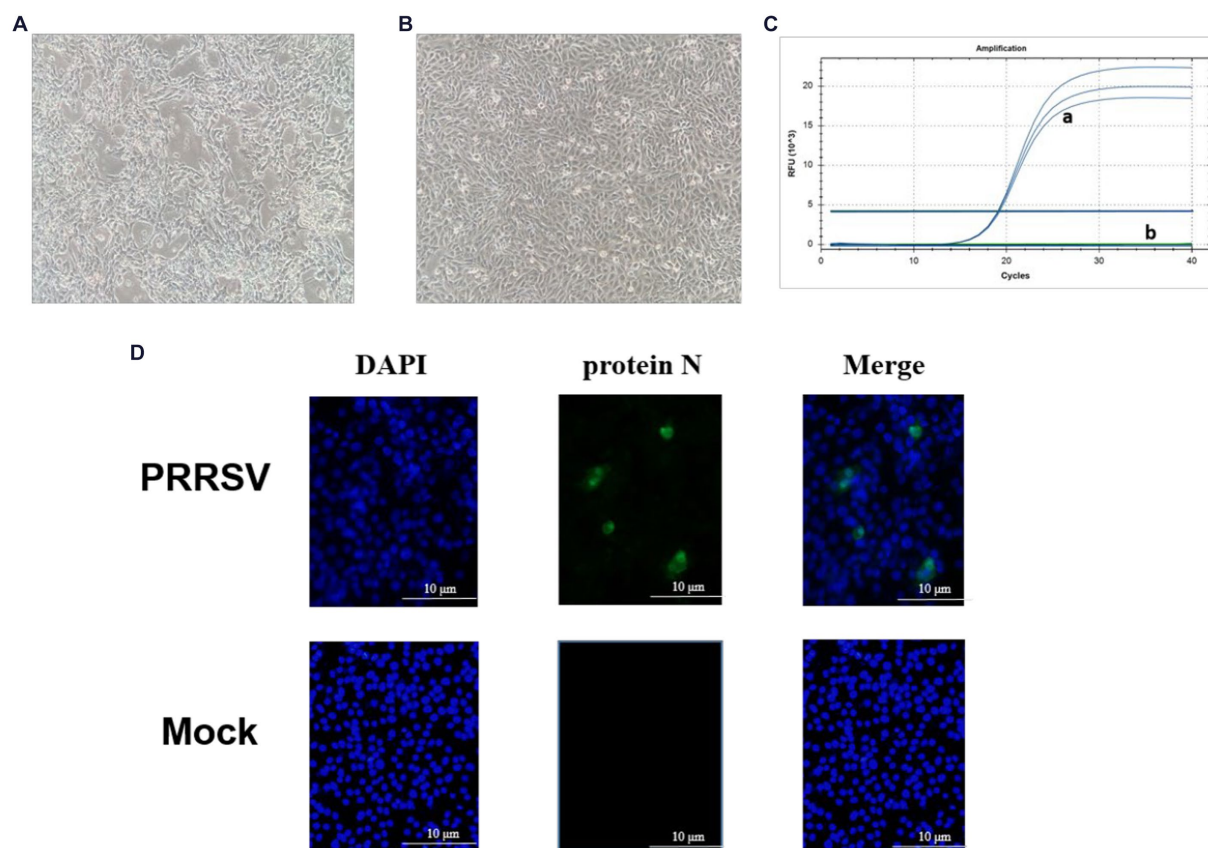 A
B
C
Amplification
RFU (10^3)
20
15
10
5
0
a
b
0
10
20
30
40
Cycles
D
DAPI
protein N
Merge
PRRSV
10 μm
10 μm
10 μm
Mock
10 μm
10 μm
10 μm